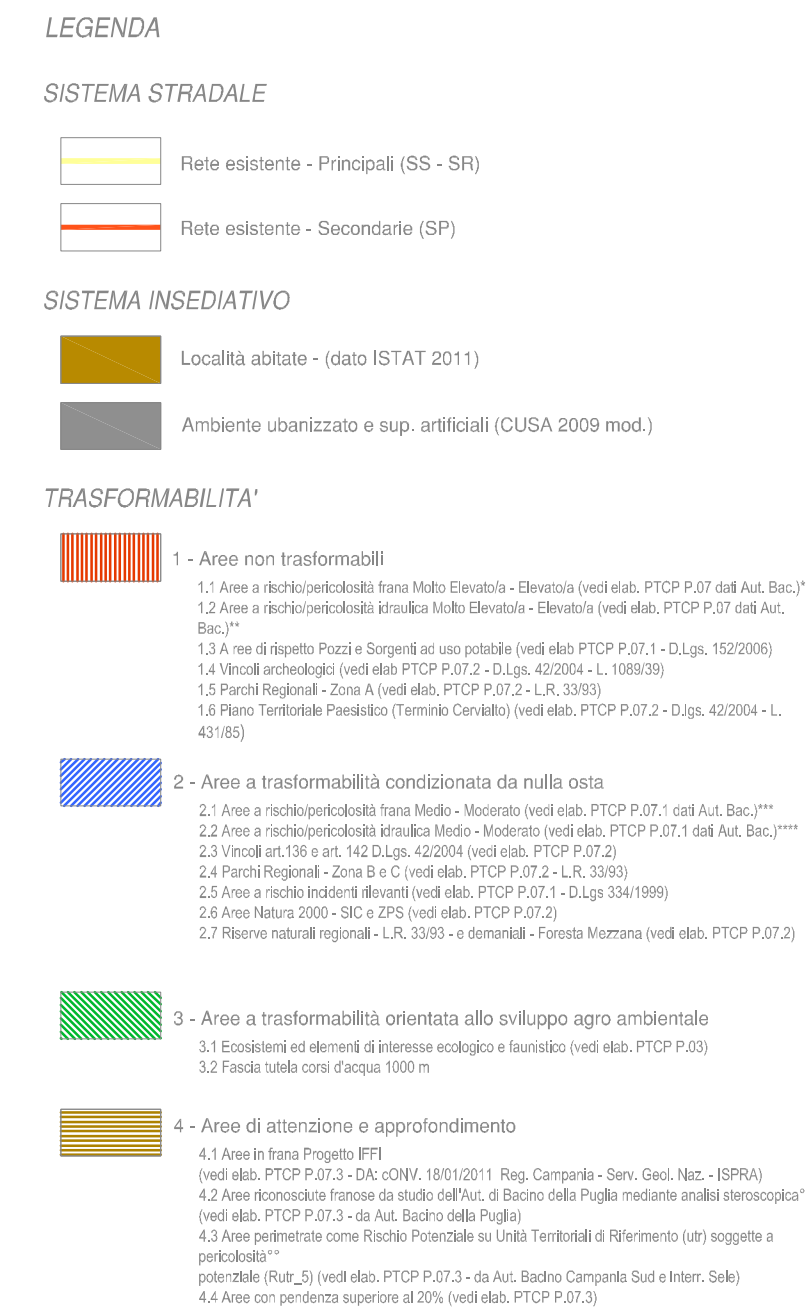 LEGENDA
SISTEMA STRADALE
Rete esistente - Principali (SS - SR)
Rete esistente - Secondarie (SP)
SISTEMA INSEDIATIVO
Località abitate - (dato ISTAT 2011)
Ambiente ubanizzato e sup. artificiali (CUSA 2009 mod.)
TRASFORMABILITA'
1 - Aree non trasformabili
1.1 Aree a rischio/pericolosità frana Molto Elevato/a - Elevato/a (vedi elab. PTCP P.07 dati Aut. Bac.)*
1.2 Aree a rischio/pericolosità idraulica Molto Elevato/a - Elevato/a (vedi elab. PTCP P.07 dati Aut.
Bac.)**
1.3 A ree di rispetto Pozzi e Sorgenti ad uso potabile (vedi elab PTCP P.07.1 - D.Lgs. 152/2006)
1.4 Vincoli archeologici (vedi elab PTCP P.07.2 - D.Lgs. 42/2004 - L. 1089/39)
1.5 Parchi Regionali - Zona A (vedi elab. PTCP P.07.2 - L.R. 33/93)
1.6 Piano Territoriale Paesistico (Terminio Cervialto) (vedi elab. PTCP P.07.2 - D.lgs. 42/2004 - L.
431/85)
2 - Aree a trasformabilità condizionata da nulla osta
2.1 Aree a rischio/pericolosità frana Medio - Moderato (vedi elab. PTCP P.07.1 dati Aut. Bac.)***
2.2 Aree a rischio/pericolosità idraulica Medio - Moderato (vedi elab. PTCP P.07.1 dati Aut. Bac.)****
2.3 Vincoli art.136 e art. 142 D.Lgs. 42/2004 (vedi elab. PTCP P.07.2)
2.4 Parchi Regionali - Zona B e C (vedi elab. PTCP P.07.2 - L.R. 33/93)
2.5 Aree a rischio incidenti rilevanti (vedi elab. PTCP P.07.1 - D.Lgs 334/1999)
2.6 Aree Natura 2000 - SIC e ZPS (vedi elab. PTCP P.07.2)
2.7 Riserve naturali regionali - L.R. 33/93 - e demaniali - Foresta Mezzana (vedi elab. PTCP P.07.2)
3 - Aree a trasformabilità orientata allo sviluppo agro ambientale
3.1 Ecosistemi ed elementi di interesse ecologico e faunistico (vedi elab. PTCP P.03)
3.2 Fascia tutela corsi d'acqua 1000 m
4 - Aree di attenzione e approfondimento
4.1 Aree in frana Progetto IFFI
(vedi elab. PTCP P.07.3 - DA: cONV. 18/01/2011 Reg. Campania - Serv. Geol. Naz. - ISPRA)
4.2 Aree riconosciute franose da studio dell'Aut. di Bacino della Puglia mediante analisi steroscopica°
(vedi elab. PTCP P.07.3 - da Aut. Bacino della Puglia)
4.3 Aree perimetrate come Rischio Potenziale su Unità Territoriali di Riferimento (utr) soggette a
pericolosità°°
potenziale (Rutr_5) (vedi elab. PTCP P.07.3 - da Aut. Bacino Campania Sud e Interr. Sele)
4.4 Aree con pendenza superiore al 20% (vedi elab. PTCP P.07.3)